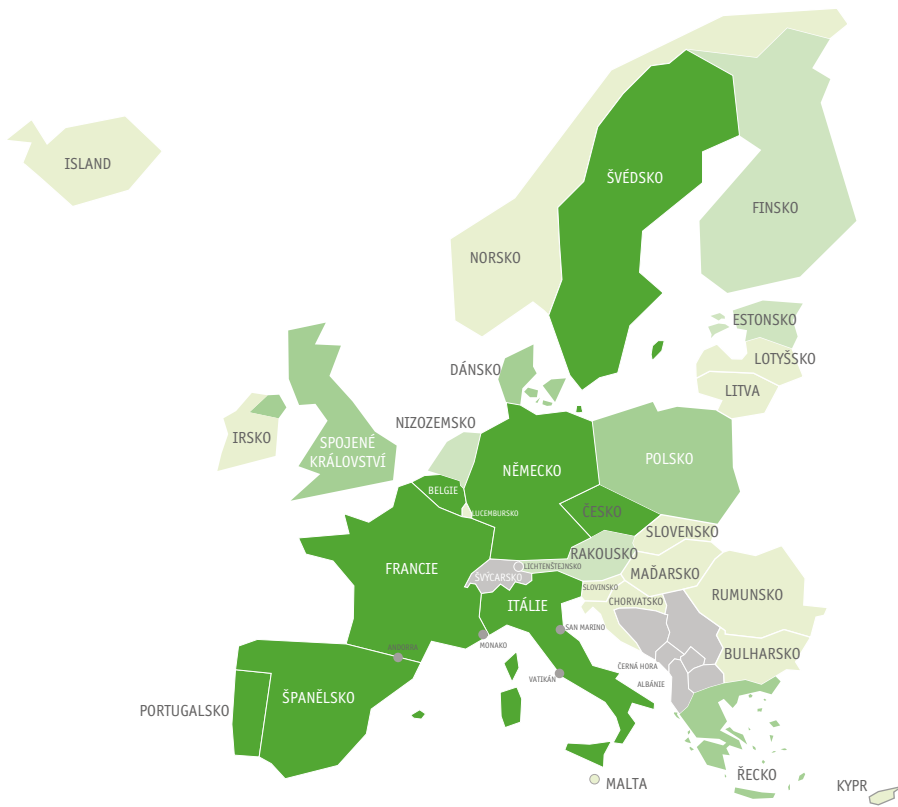 ISLAND
ŠVÉDSKO
FINSKO
NORSKO
ESTONSKO
LOTYŠSKO
DÁNSKO
LITVA
NIZOZEMSKO
IRSKO
SPOJENÉ
KRÁLOVSTVÍ
POLSKO
NĚMECKO
BELGIE
ČESKO
LUCEMBURSKO
SLOVENSKO
RAKOUSKO
FRANCIE
LICHTENŠTEJNSKO
ŠVÝCARSKO
MAĎARSKO
SLOVINSKO
RUMUNSKO
CHORVATSKO
ITÁLIE
SAN MARINO
MONAKO
ANDORRA
BULHARSKO
ČERNÁ HORA
VATIKÁN
ALBÁNIE
ŠPANĚLSKO
PORTUGALSKO
ŘECKO
MALTA
KYPR